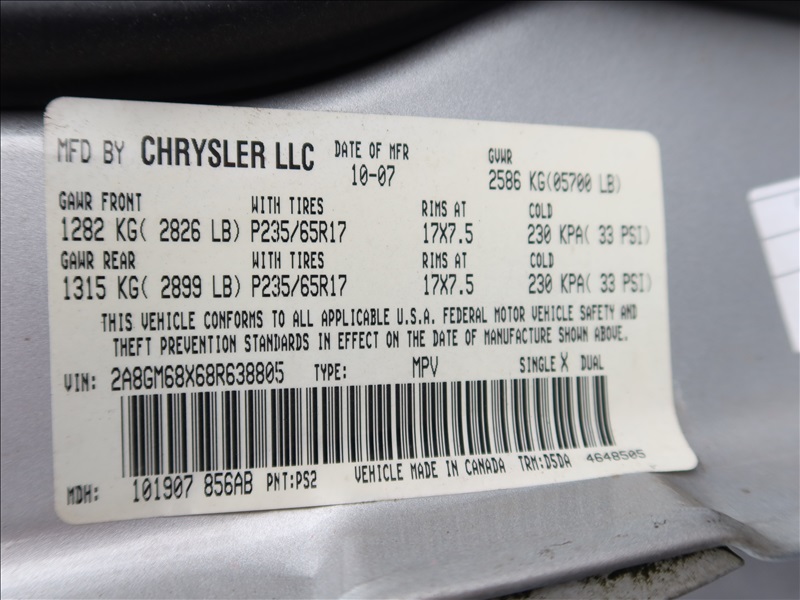 MFD BY CHRYSLER LLC DATE OF MFR 10-07 GVWR 2586 KG(05700 LB)
GAWR FRONT WITH TIRES RIMS AT COLD
1282 KG( 2826 LB) P235/65R17 17X7.5 230 KPA( 33 PSI)
GAWR REAR WITH TIRES RIMS AT COLD
1315 KG( 2899 LB) P235/65R17 17X7.5 230 KPA( 33 PSI)
THIS VEHICLE CONFORMS TO ALL APPLICABLE U.S.A. FEDERAL MOTOR VEHICLE SAFETY AND
THEFT PREVENTION STANDARDS IN EFFECT ON THE DATE OF MANUFACTURE SHOWN ABOVE.
VIN: 2A8GM68X68R638805 TYPE: MPV SINGLE X DUAL
MDH: 101907 856AB PNT:PS2 VEHICLE MADE IN CANADA TRM:D5DA 4648505